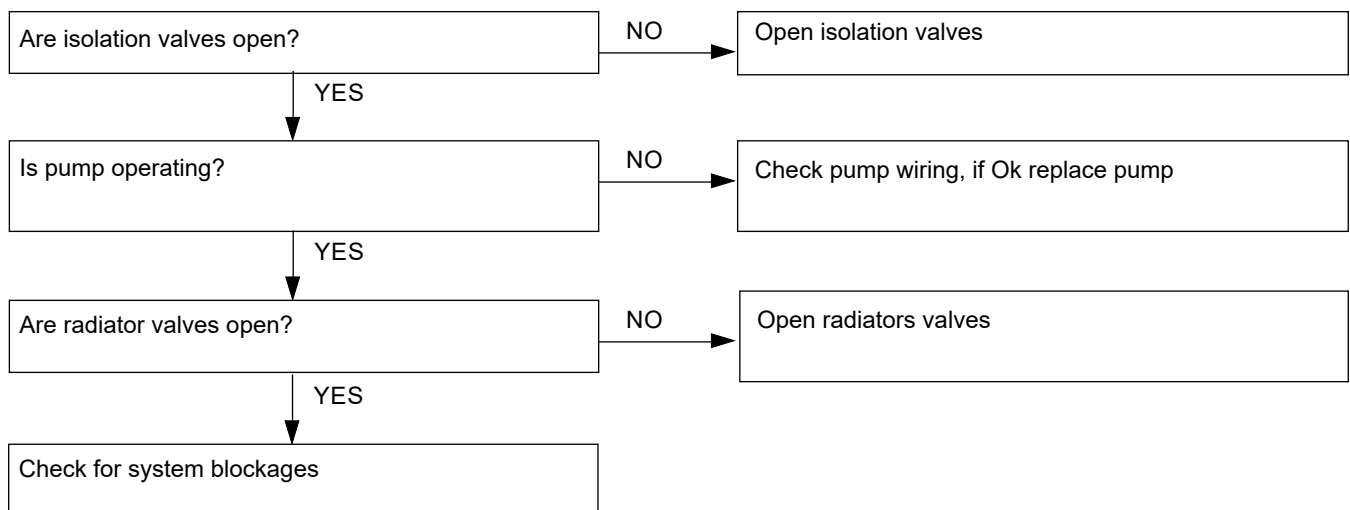 Are isolation valves open?
NO
Open isolation valves
YES
Is pump operating?
NO
Check pump wiring, if Ok replace pump
YES
Are radiator valves open?
NO
Open radiators valves
YES
Check for system blockages